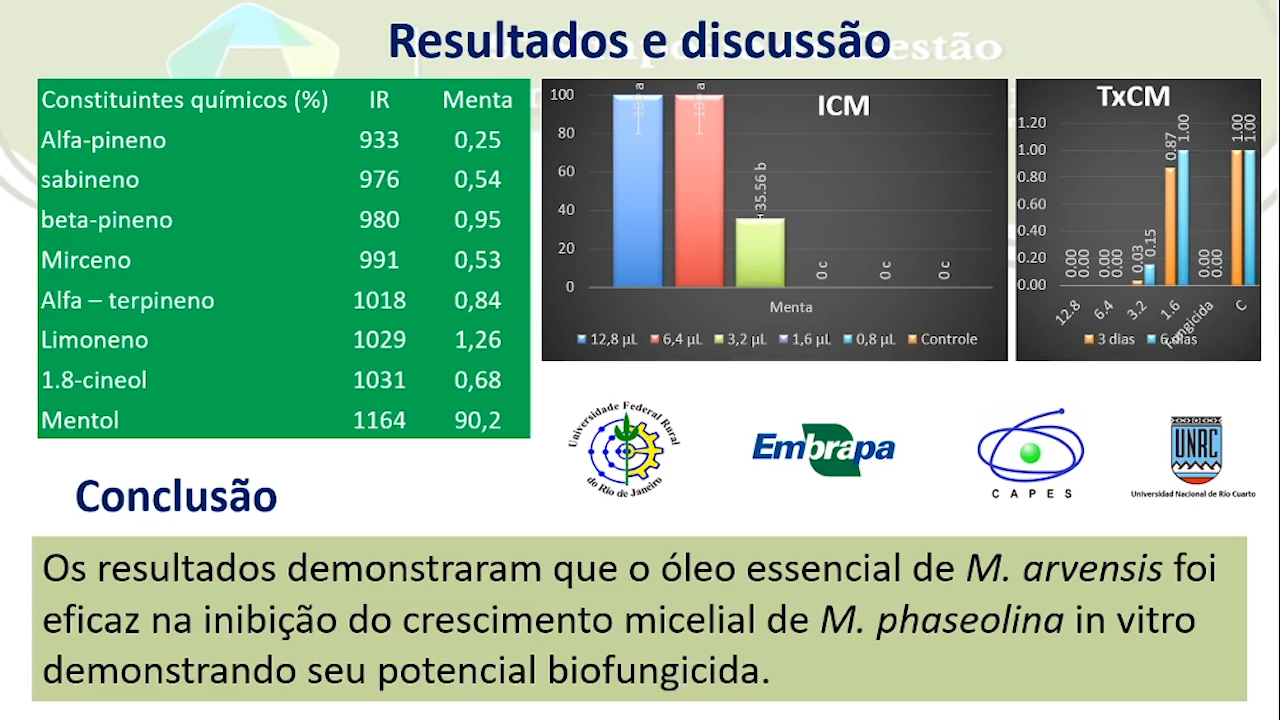 Resultados e discussão
estão
Constituintes químicos (%) IR Menta
Alfa-pineno 933 0,25
sabineno 976 0,54
beta-pineno 980 0,95
Mirceno 991 0,53
Alfa – terpineno 1018 0,84
Limoneno 1029 1,26
1.8-cineol 1031 0,68
Mentol 1164 90,2
ICM
100
80
60
40
20
0
a
a
35.56 b
0 c
0 c
0 c
Menta
12,8 µL 6,4 µL 3,2 µL 1,6 µL 0,8 µL Controle
TxCM
1.20
1.00
0.80
0.60
0.40
0.20
0.00
0.00 0.00
0.00 0.00
0.03 0.15
0.87 1.00
0.00 0.00
1.00 1.00
12.8 6.4 3.2 1.6 Fungicida C
3 dias 6 dias
Universidade Federal Rural
do Rio de Janeiro
Embrapa
CAPES
UNRC
Universidad Nacional de Río Cuarto
Conclusão
Os resultados demonstraram que o óleo essencial de M. arvensis foi
eficaz na inibição do crescimento micelial de M. phaseolina in vitro
demonstrando seu potencial biofungicida.